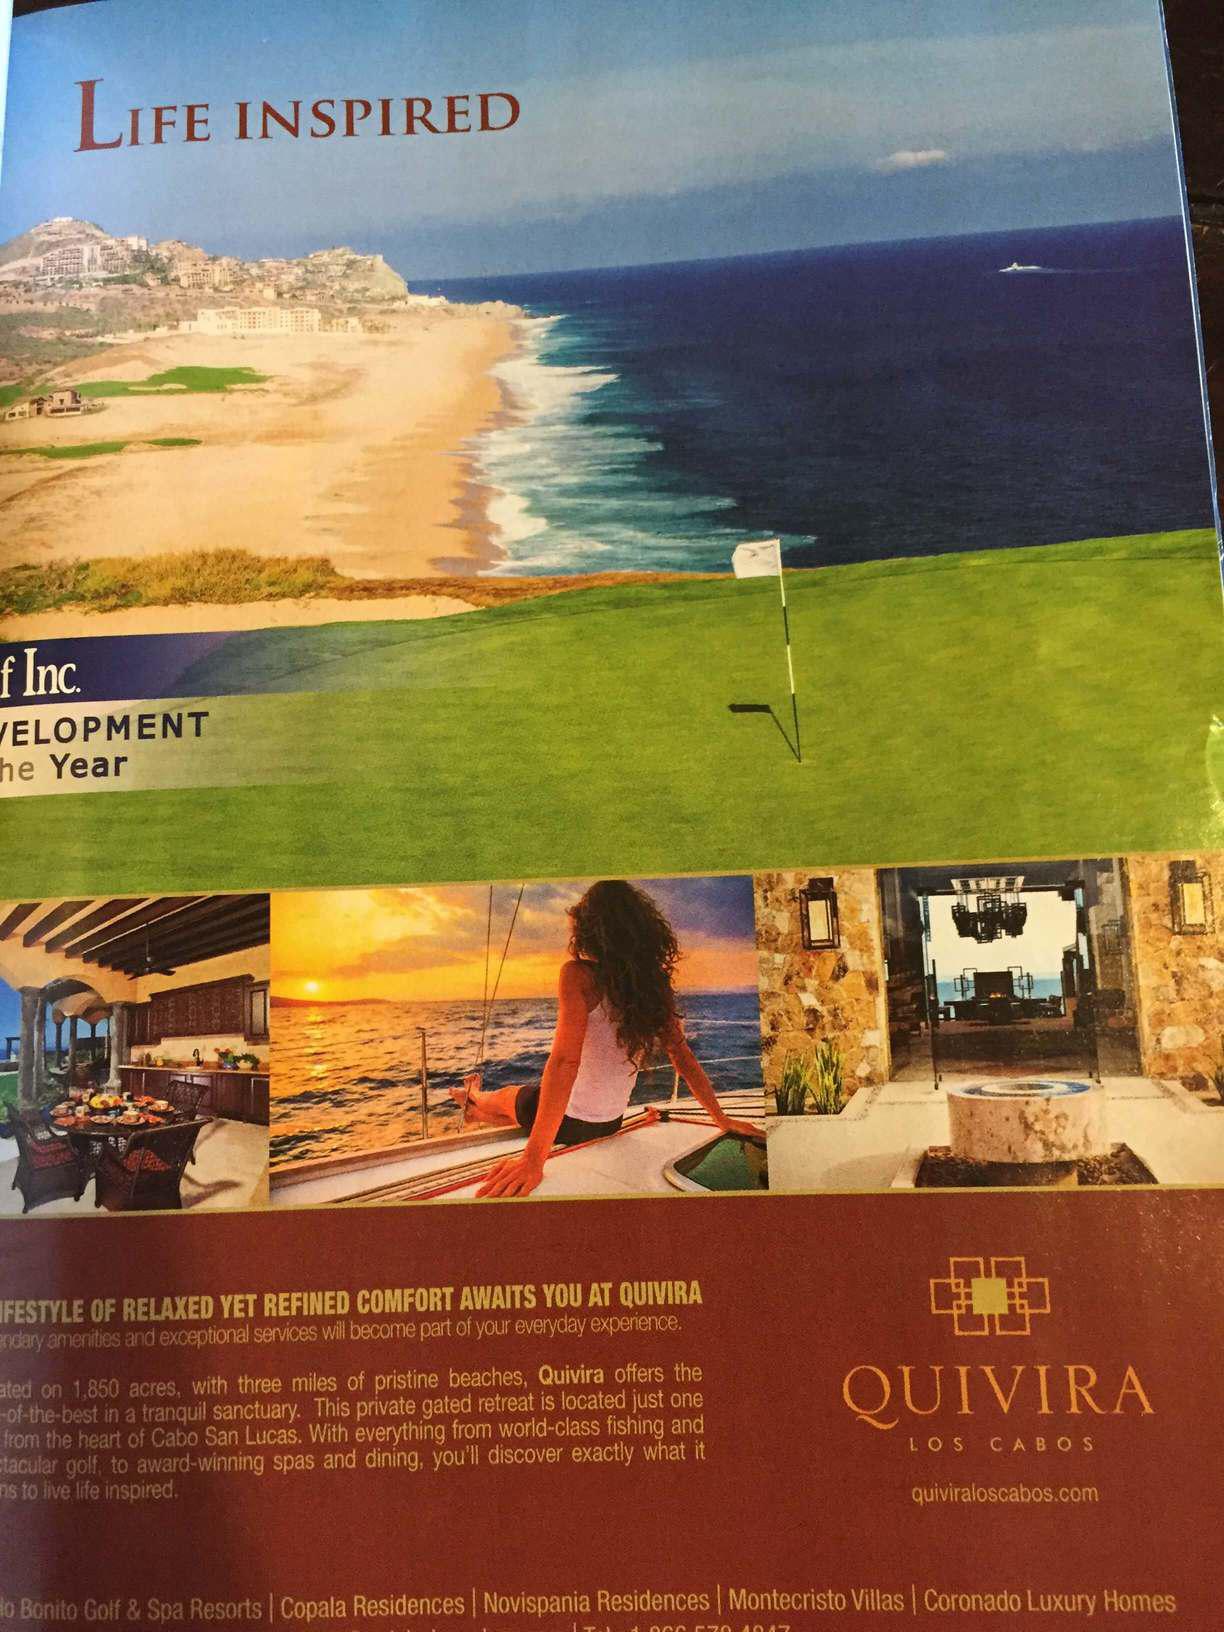 LIFE INSPIRED
f Inc.
VELOPMENT
he Year
IFESTYLE OF RELAXED YET REFINED COMFORT AWAITS YOU AT QUIVIRA
ndary amenities and exceptional services will become part of your everyday experience.
ated on 1,850 acres, with three miles of pristine beaches, Quivira offers the
-of-the-best in a tranquil sanctuary. This private gated retreat is located just one
from the heart of Cabo San Lucas. With everything from world-class fishing and
ctacular golf, to award-winning spas and dining, you'll discover exactly what it
ns to live life inspired.
QUIVIRA
LOS CABOS
quiviraloscabos.com
lo Bonito Golf & Spa Resorts | Copala Residences | Novispania Residences | Montecristo Villas | Coronado Luxury Homes